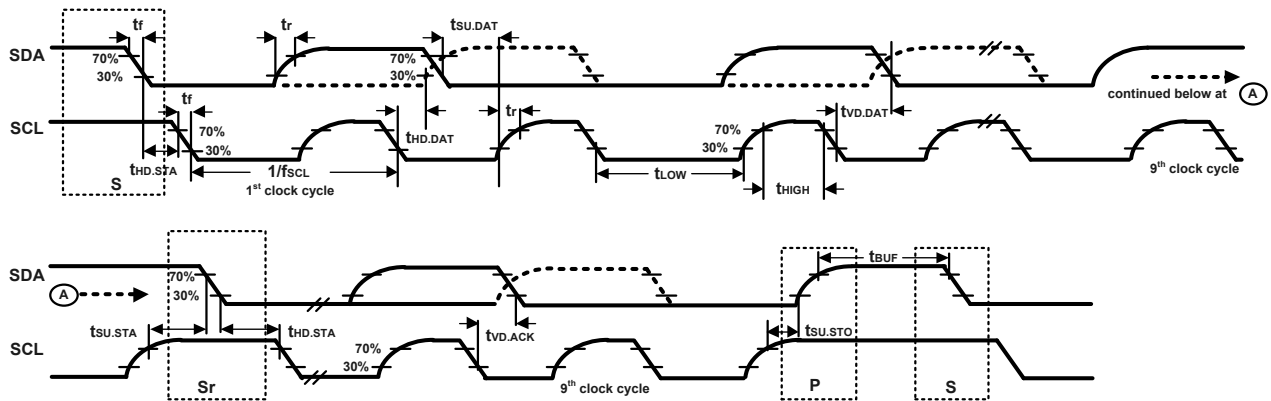 tf tr tSU.DAT
SDA 70% 30% 70% 30%
continued below at A
tf tHD.DAT tr tVD.DAT
SCL 70% 30% 70% 30%
tHD.STA 1/fSCL tLOW tHIGH
S 1st clock cycle 9th clock cycle
tBUF
SDA 70% 30%
A
tSU.STA tHD.STA tVD.ACK tSU.STO
SCL 70% 30%
Sr 9th clock cycle P S